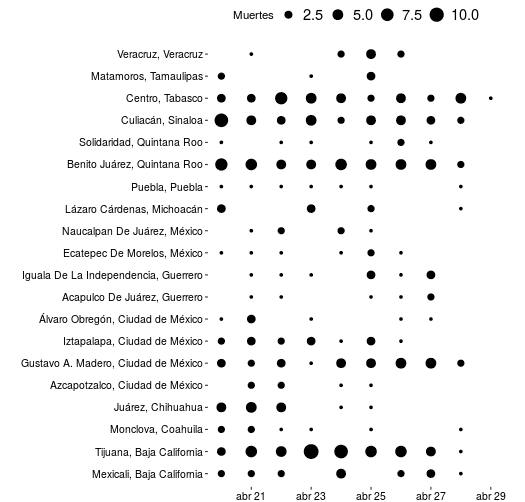 Muertes 2.5 5.0 7.5 10.0
Veracruz, Veracruz
Matamoros, Tamaulipas
Centro, Tabasco
Culiacán, Sinaloa
Solidaridad, Quintana Roo
Benito Juárez, Quintana Roo
Puebla, Puebla
Lázaro Cárdenas, Michoacán
Naucalpan De Juárez, México
Ecatepec De Morelos, México
Iguala De La Independencia, Guerrero
Acapulco De Juárez, Guerrero
Álvaro Obregón, Ciudad de México
Iztapalapa, Ciudad de México
Gustavo A. Madero, Ciudad de México
Azcapotzalco, Ciudad de México
Juárez, Chihuahua
Monclova, Coahuila
Tijuana, Baja California
Mexicali, Baja California
abr 21 abr 23 abr 25 abr 27 abr 29